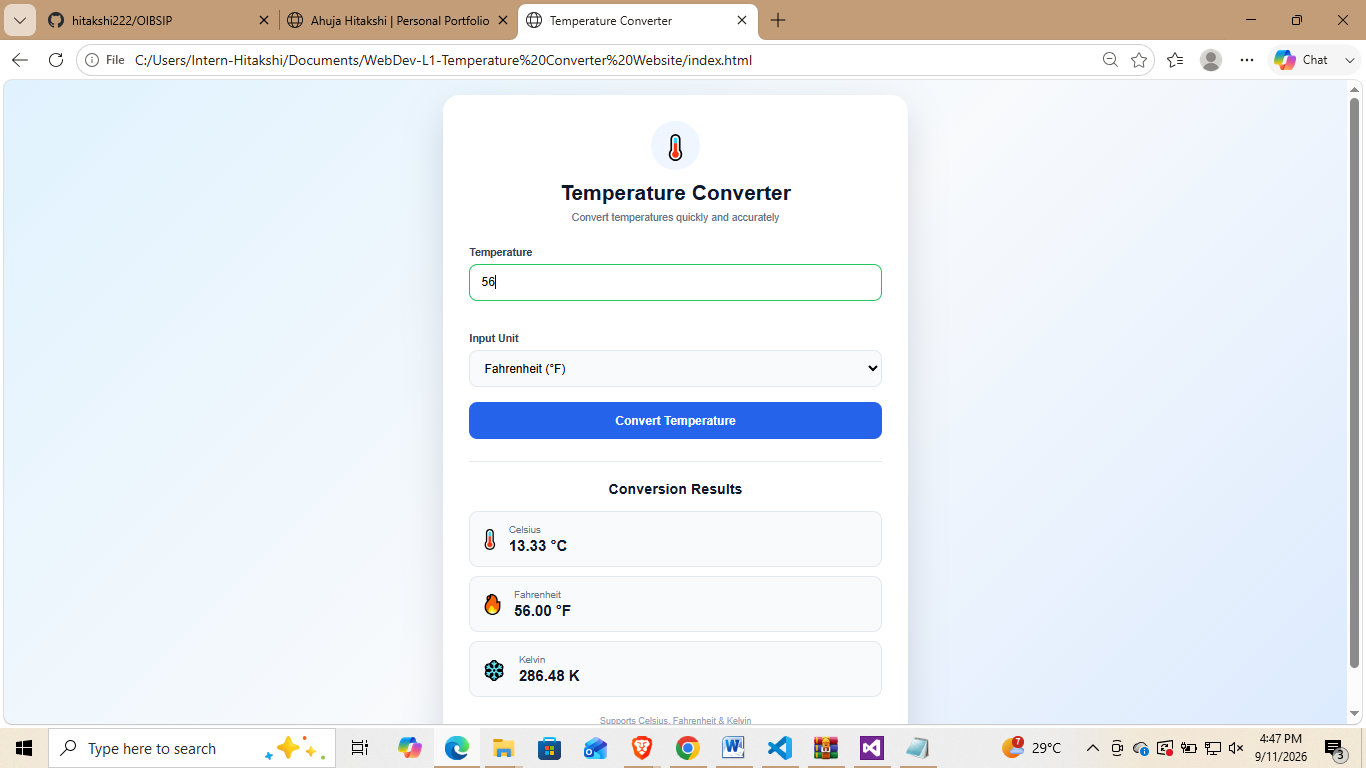 hitakshi222/OIBSIP
Ahuja Hitakshi | Personal Portfolio
Temperature Converter
File C:/Users/Intern-Hitakshi/Documents/WebDev-L1-Temperature%20Converter%20Website/index.html
Chat
Temperature Converter
Convert temperatures quickly and accurately
Temperature
56
Input Unit
Fahrenheit (°F)
Convert Temperature
Conversion Results
Celsius
13.33 °C
Fahrenheit
56.00 °F
Kelvin
286.48 K
Supports Celsius, Fahrenheit & Kelvin
Type here to search
7
29°C
4:47 PM
9/11/2026
3